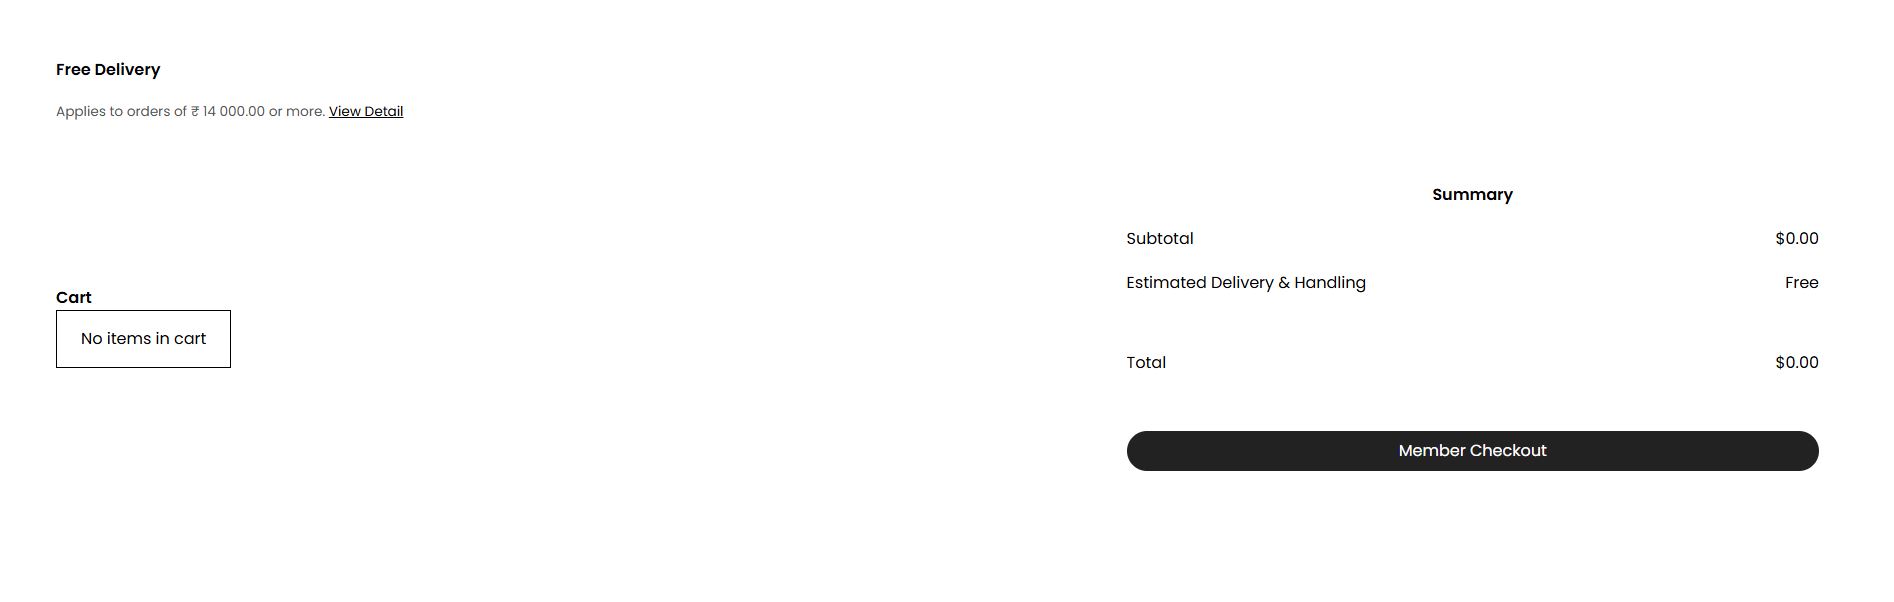 Free Delivery
Applies to orders of ₹ 14 000.00 or more. View Detail
Cart
No items in cart
Summary
Subtotal $0.00
Estimated Delivery & Handling Free
Total $0.00
Member Checkout